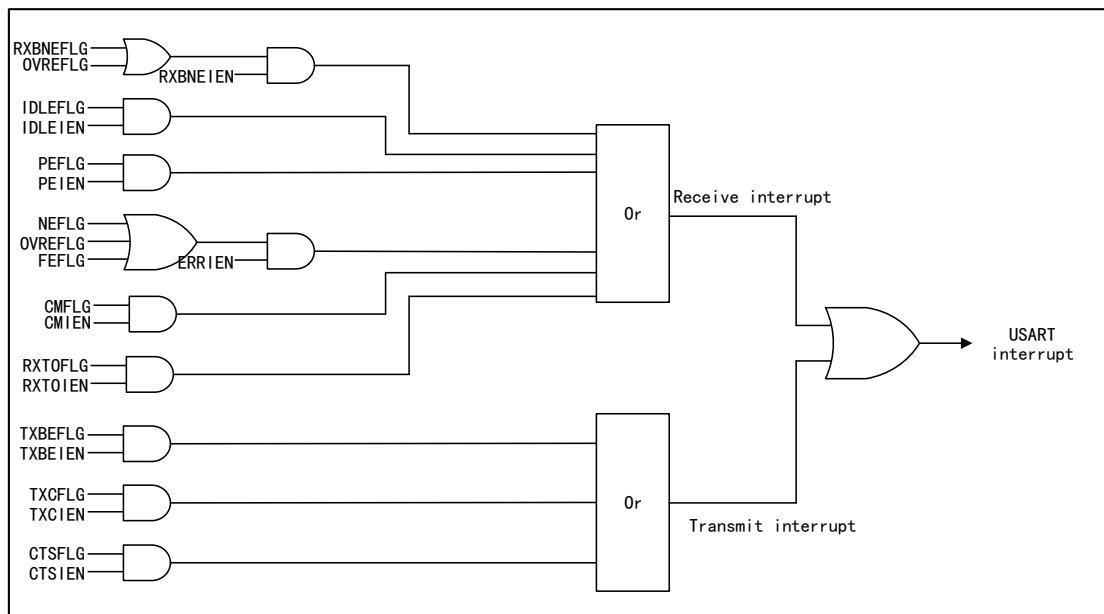 RXBNEFLG
OVREFLG
RXBNEIEN
IDLEFLG
IDLEIEN
PEFLG
PEIEN
NEFLG
OVREFLG
FEFLG
ERRIEN
CMFLG
CMIEN
RXTOFLG
RXTOIEN
Or
Receive interrupt
USART
interrupt
TXBEFLG
TXBEIEN
TXCFLG
TXCIEN
CTSFLG
CTSIEN
Or
Transmit interrupt